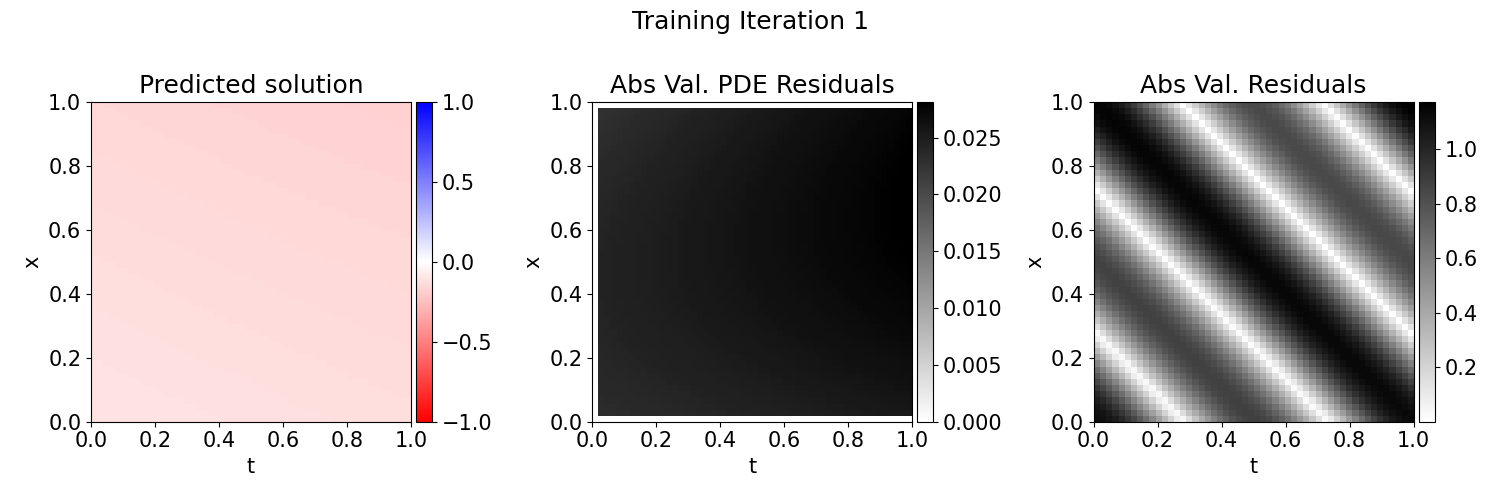 Training Iteration 1
Predicted solution
1.0
0.8
0.6
0.4
0.2
0.0
x
0.0 0.2 0.4 0.6 0.8 1.0
t
1.0
0.5
0.0
−0.5
−1.0
Abs Val. PDE Residuals
1.0
0.8
0.6
0.4
0.2
0.0
x
0.0 0.2 0.4 0.6 0.8 1.0
t
0.025
0.020
0.015
0.010
0.005
0.000
Abs Val. Residuals
1.0
0.8
0.6
0.4
0.2
0.0
x
0.0 0.2 0.4 0.6 0.8 1.0
t
1.0
0.8
0.6
0.4
0.2